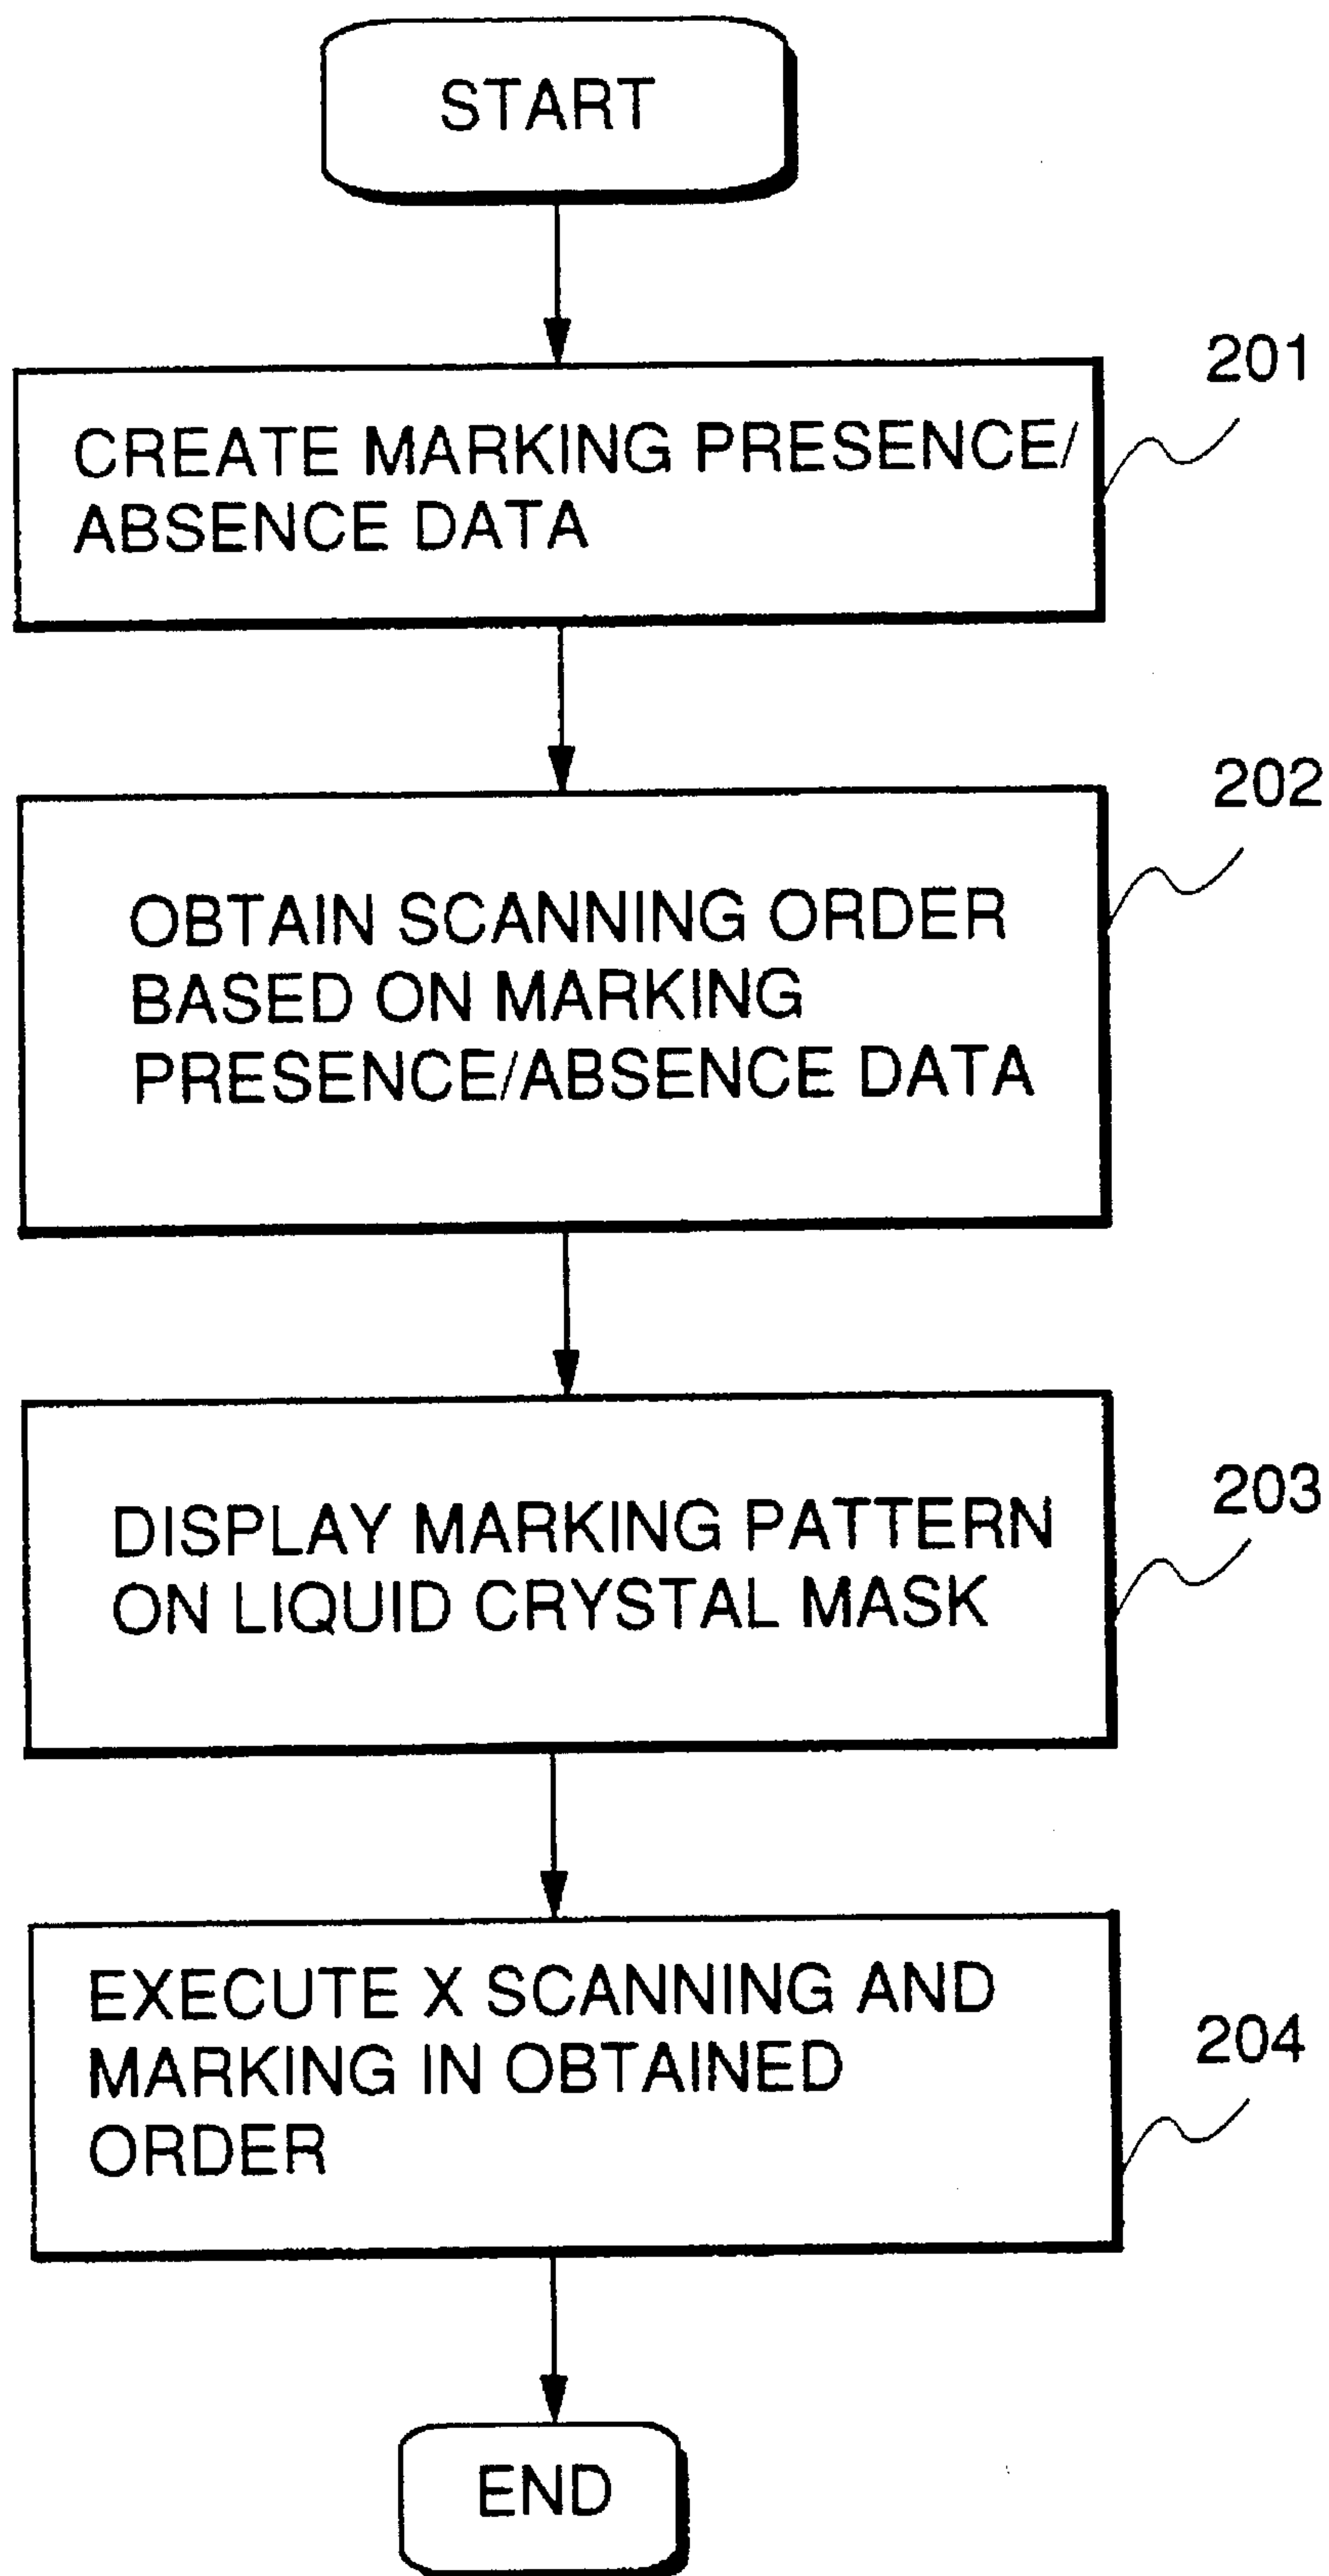 START
201
CREATE MARKING PRESENCE/
ABSENCE DATA
202
OBTAIN SCANNING ORDER
BASED ON MARKING
PRESENCE/ABSENCE DATA
203
DISPLAY MARKING PATTERN
ON LIQUID CRYSTAL MASK
204
EXECUTE X SCANNING AND
MARKING IN OBTAINED
ORDER
END